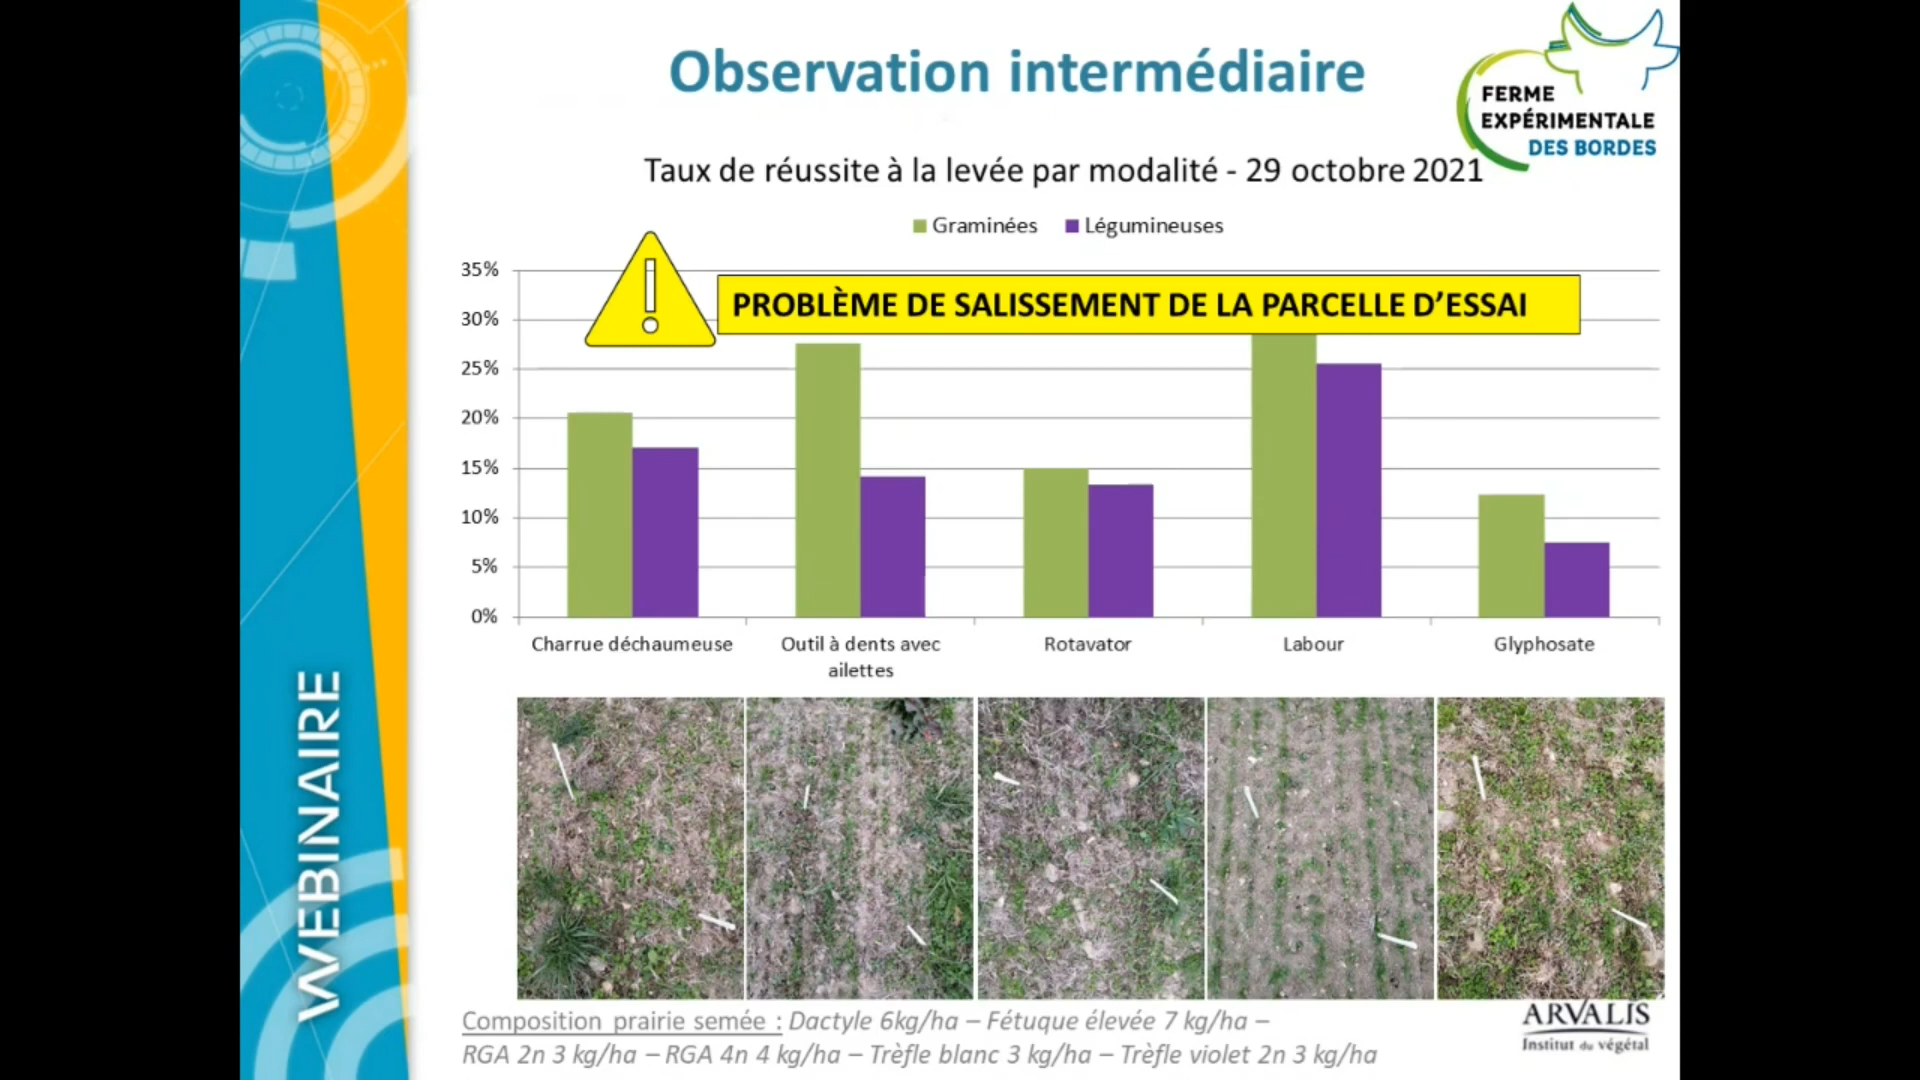 Observation intermédiaire
FERME
EXPÉRIMENTALE
DES BORDES
Taux de réussite à la levée par modalité - 29 octobre 2021
Graminées Légumineuses
35%
PROBLÈME DE SALISSEMENT DE LA PARCELLE D’ESSAI
30%
25%
20%
15%
10%
5%
0%
Charrue déchaumeuse
Outil à dents avec
ailettes
Rotavator
Labour
Glyphosate
WEBINAIRE
Composition prairie semée : Dactyle 6kg/ha – Fétuque élevée 7 kg/ha –
RGA 2n 3 kg/ha – RGA 4n 4 kg/ha – Trèfle blanc 3 kg/ha – Trèfle violet 2n 3 kg/ha
ARVALIS
Institut du végétal